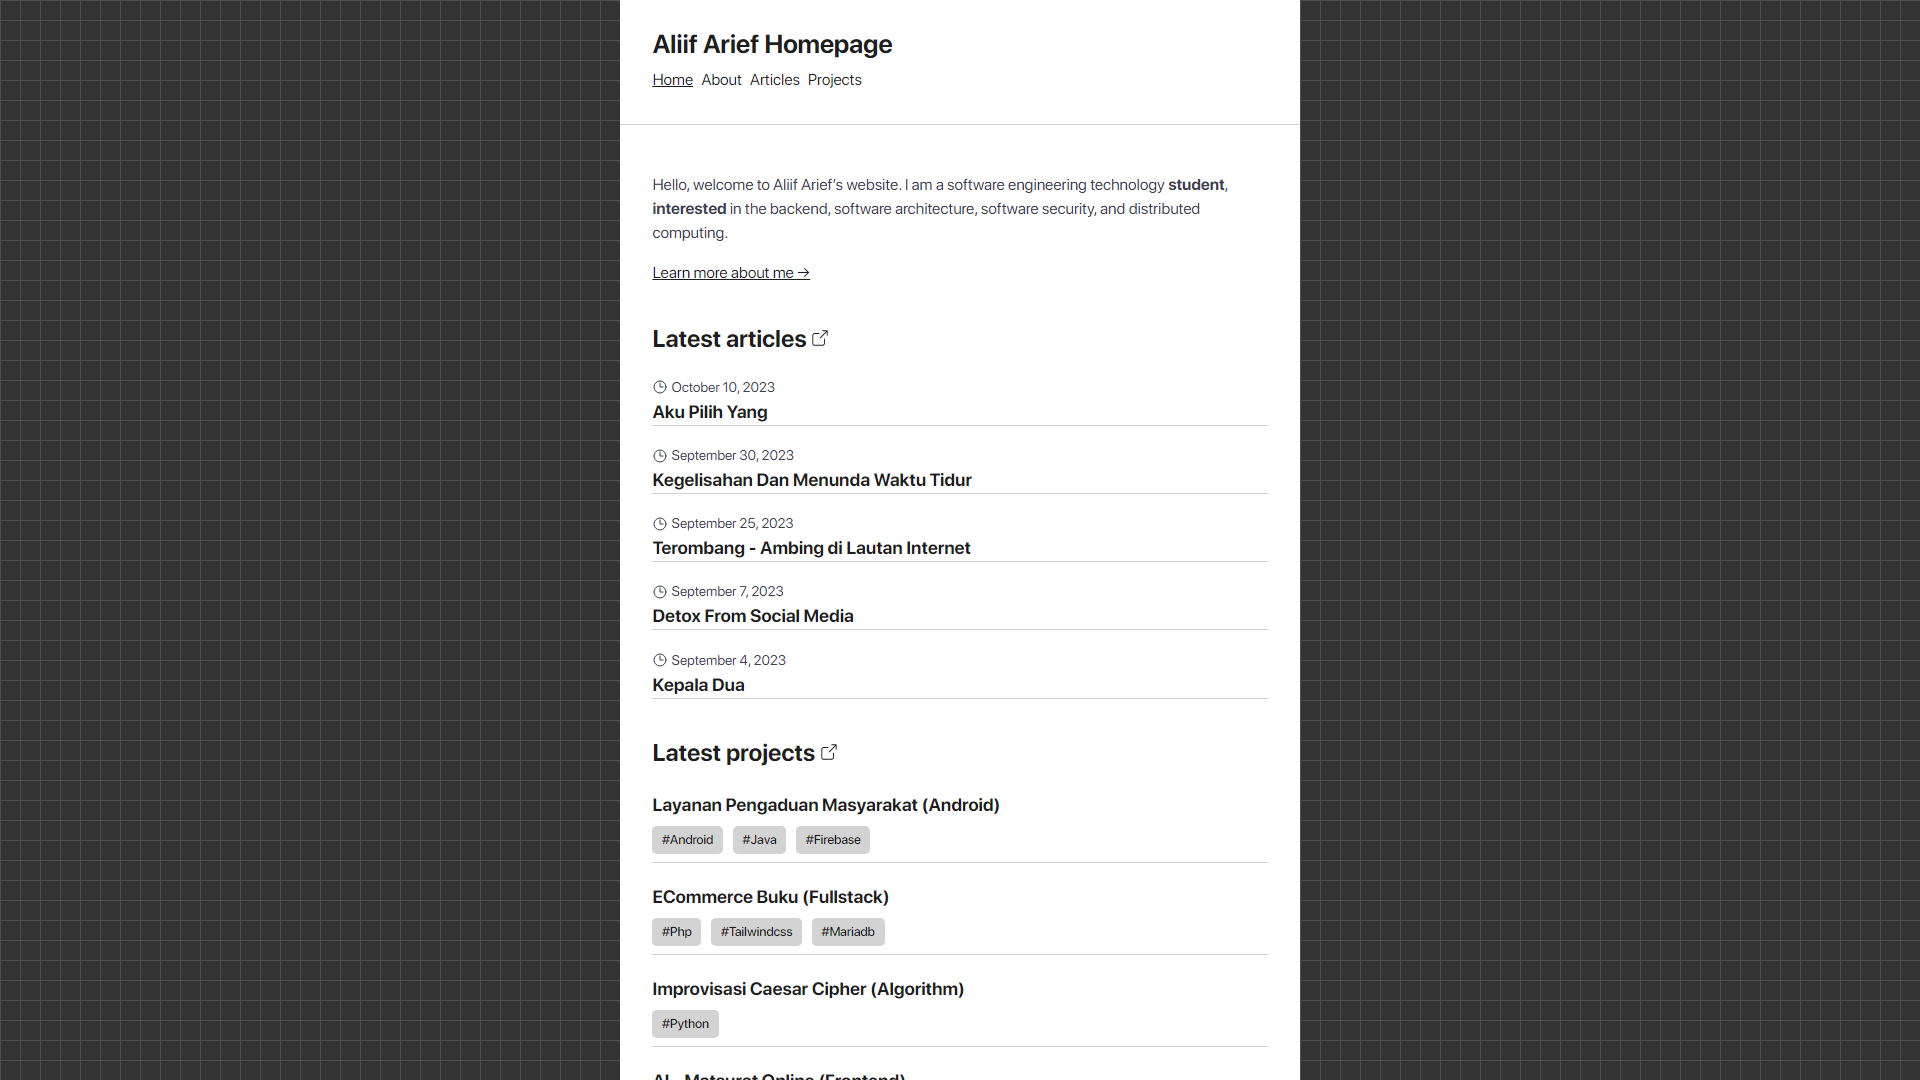 Aliif Arief Homepage
Home About Articles Projects
Hello, welcome to Aliif Arief's website. I am a software engineering technology student,
interested in the backend, software architecture, software security, and distributed
computing.
Learn more about me →
Latest articles
October 10, 2023
Aku Pilih Yang
September 30, 2023
Kegelisahan Dan Menunda Waktu Tidur
September 25, 2023
Terombang - Ambing di Lautan Internet
September 7, 2023
Detox From Social Media
September 4, 2023
Kepala Dua
Latest projects
Layanan Pengaduan Masyarakat (Android)
#Android #Java #Firebase
ECommerce Buku (Fullstack)
#Php #Tailwindcss #Mariadb
Improvisasi Caesar Cipher (Algorithm)
#Python
AL - Matsurat Online (Frontend)